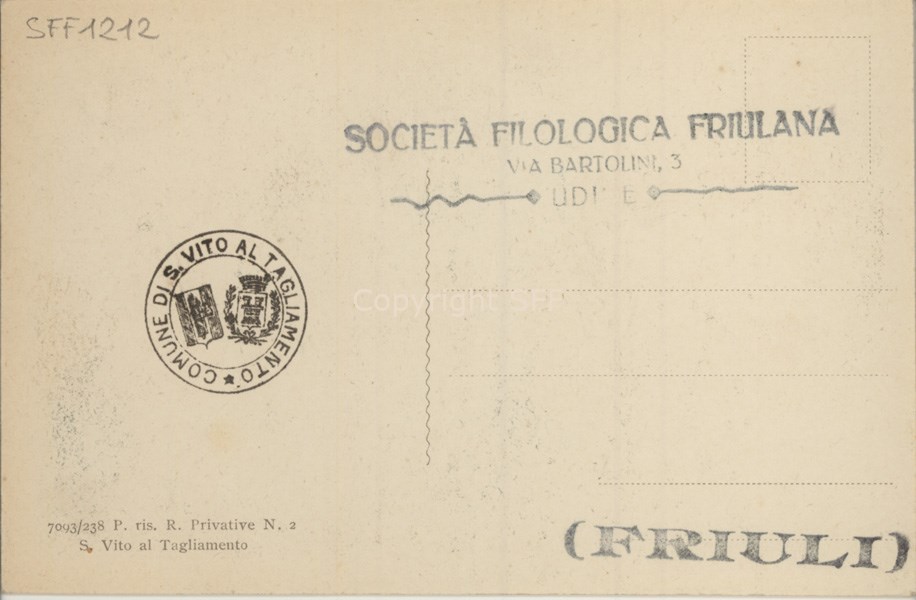 SFF1212
SOCIETÀ FILOLOGICA FRIULANA
VIA BARTOLINI, 3
UDINE
COMUNE DI S. VITO AL TAGLIAMENTO
Copyright SFF
7093/238 P. ris. R. Privative N. 2
S. Vito al Tagliamento
(FRIULI)